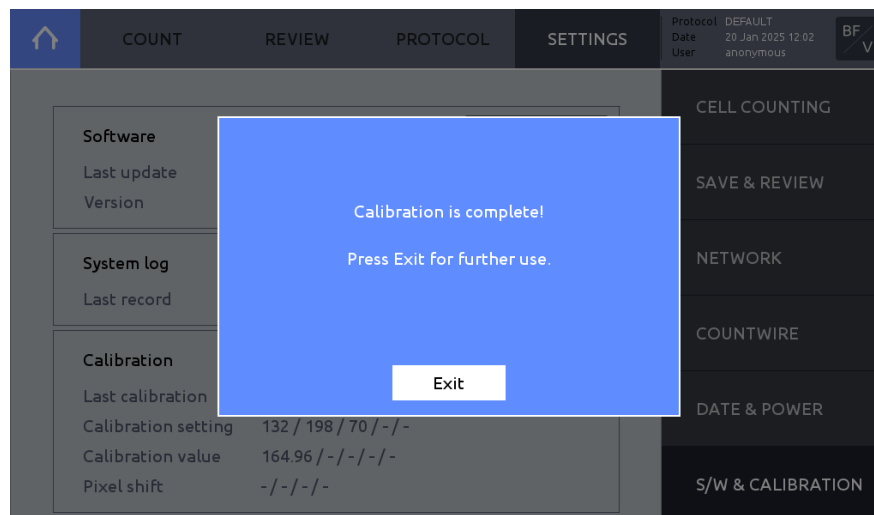 COUNT REVIEW PROTOCOL SETTINGS
Protocol DEFAULT
Date 20 Jan 2025 12:02
User anonymous
BF
V
Software
Last update
Version
System log
Last record
Calibration
Last calibration
Calibration setting 132 / 198 / 70 / - / -
Calibration value 164.96 / - / - / - / -
Pixel shift - / - / - / -
Calibration is complete!
Press Exit for further use.
Exit
CELL COUNTING
SAVE & REVIEW
NETWORK
COUNTWIRE
DATE & POWER
S/W & CALIBRATION